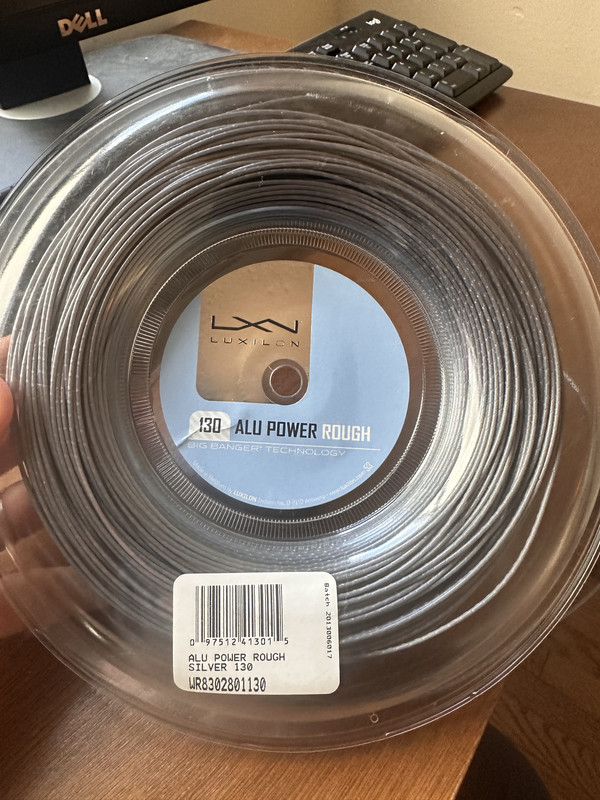 DELL
LXN
LUXILON
130 ALU POWER ROUGH
BIG BANGER® TECHNOLOGY
Batch 2013006017
0 97512 41301 5
ALU POWER ROUGH
SILVER 130
WR8302801130